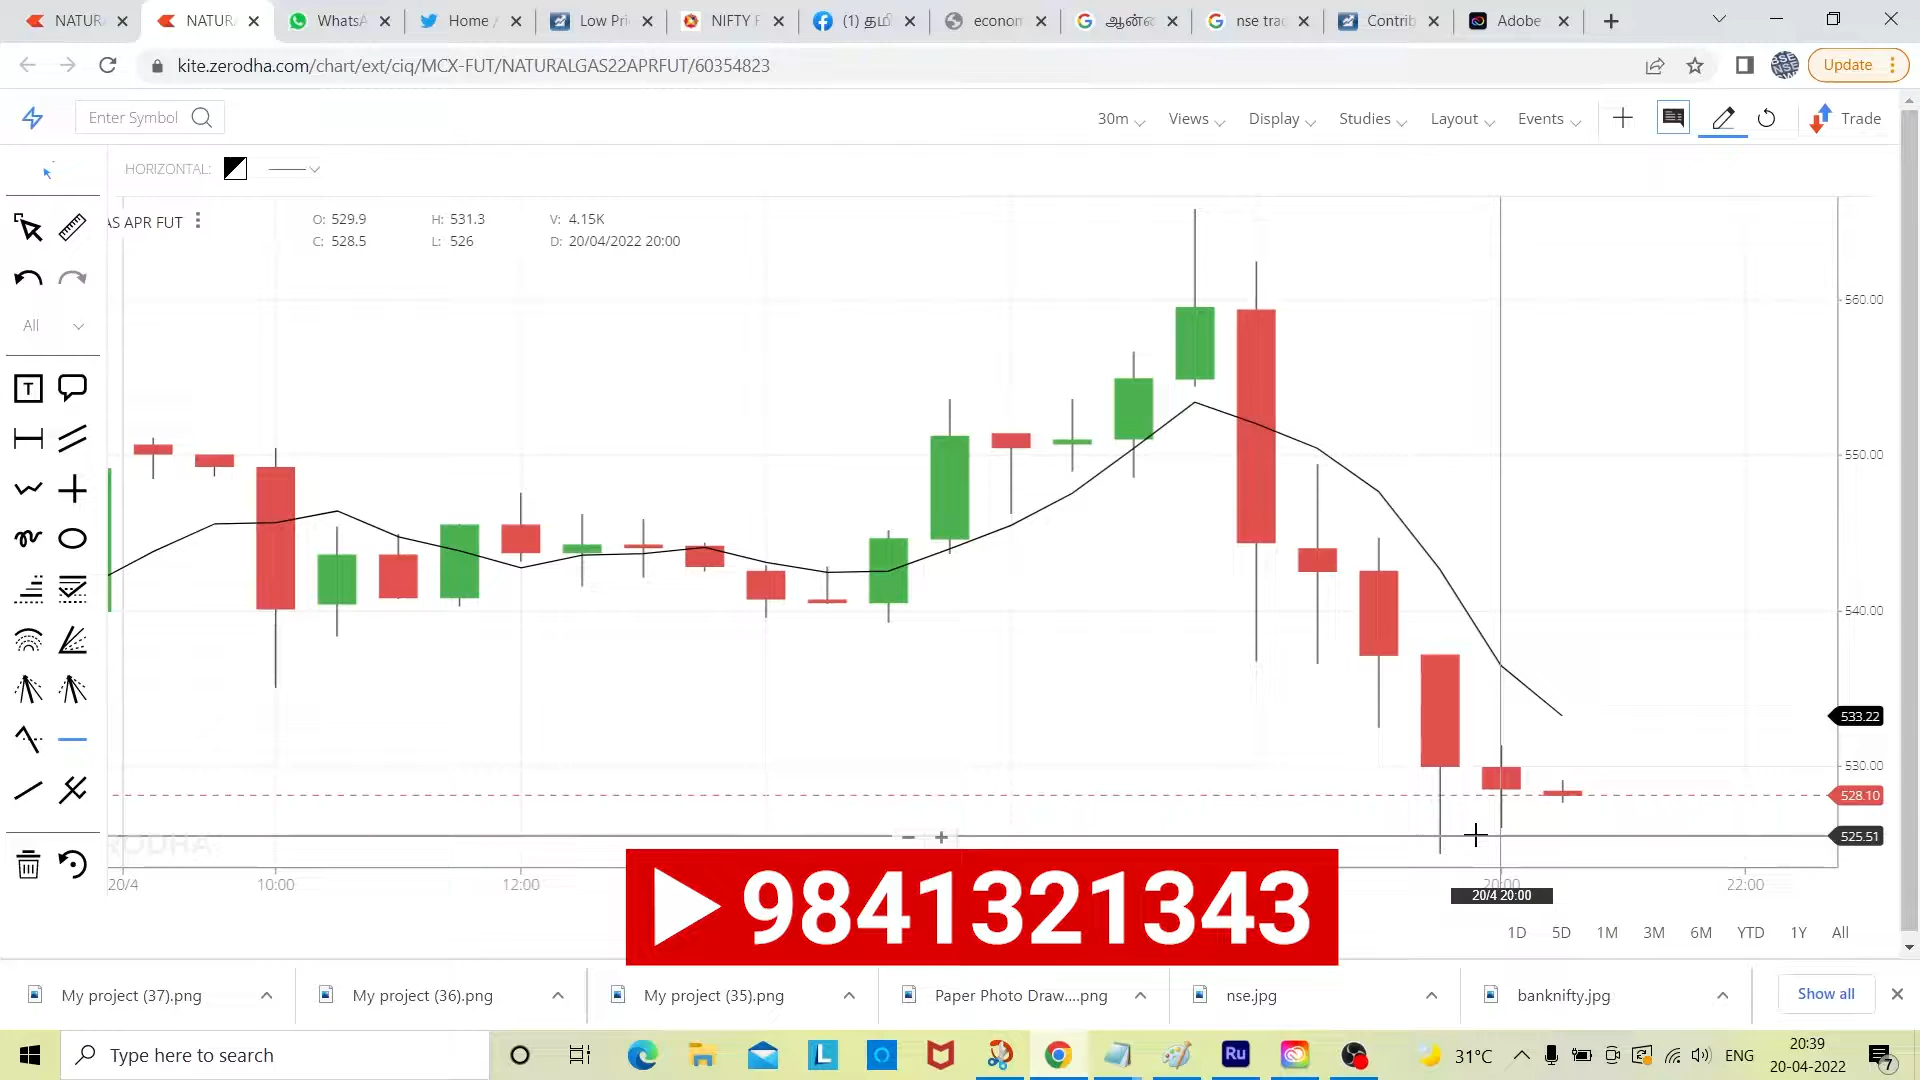 NATUR
NATUR
WhatsA
Home /
Low Pri
NIFTY F
(1) தமி
econom
nse trad
Contrib
Adobe
kite.zerodha.com/chart/ext/ciq/MCX-FUT/NATURALGAS22APRFUT/60354823
Update
Enter Symbol
30m
Views
Display
Studies
Layout
Events
Trade
HORIZONTAL:
AS APR FUT
O: 529.9
H: 531.3
V: 4.15K
C: 528.5
L: 526
D: 20/04/2022 20:00
All
T
560.00
550.00
540.00
533.22
530.00
528.10
525.51
20/4
10:00
12:00
20:00
22:00
20/4 20:00
9841321343
1D 5D 1M 3M 6M YTD 1Y All
My project (37).png
My project (36).png
My project (35).png
Paper Photo Draw....png
nse.jpg
banknifty.jpg
Show all
Type here to search
L
Ru
31°C
ENG
20:39
20-04-2022
7